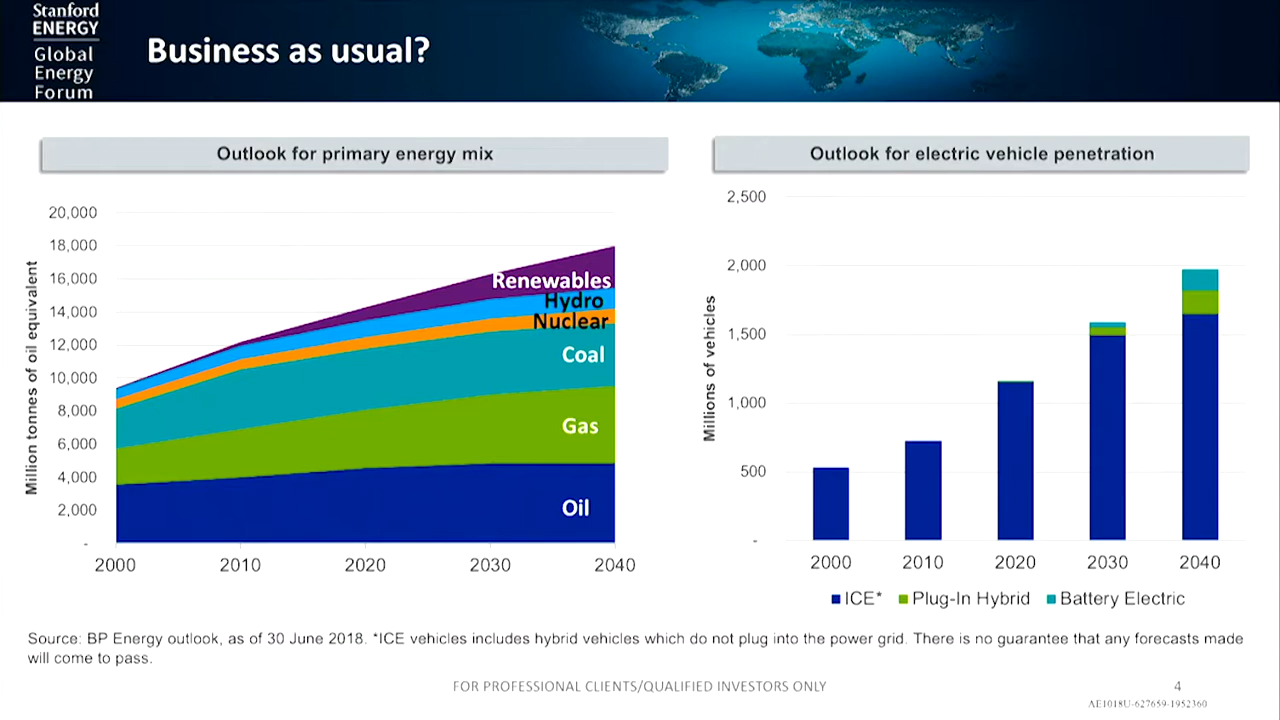 Stanford
ENERGY
Global
Energy
Forum
Business as usual?
Outlook for primary energy mix
Million tonnes of oil equivalent
20,000
18,000
16,000
14,000
12,000
10,000
8,000
6,000
4,000
2,000
-
Renewables
Hydro
Nuclear
Coal
Gas
Oil
2000 2010 2020 2030 2040
Outlook for electric vehicle penetration
Millions of vehicles
2,500
2,000
1,500
1,000
500
-
2000 2010 2020 2030 2040
ICE* Plug-In Hybrid Battery Electric
Source: BP Energy outlook, as of 30 June 2018. *ICE vehicles includes hybrid vehicles which do not plug into the power grid. There is no guarantee that any forecasts made
will come to pass.
FOR PROFESSIONAL CLIENTS/QUALIFIED INVESTORS ONLY
4
AE1018U-627659-1952360